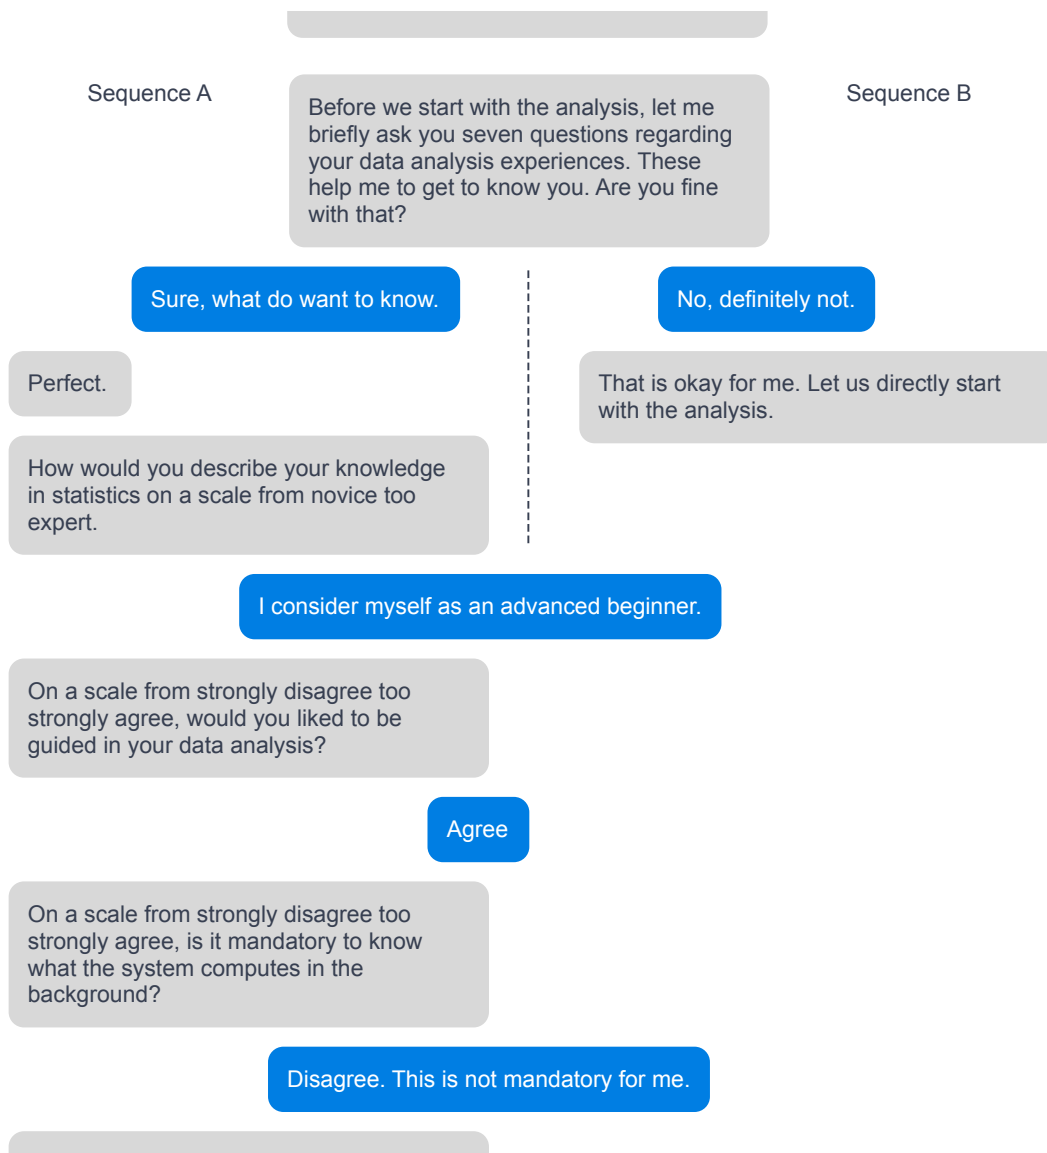 Sequence A
Sequence B
Before we start with the analysis, let me
briefly ask you seven questions regarding
your data analysis experiences. These
help me to get to know you. Are you fine
with that?
Sure, what do want to know.
No, definitely not.
Perfect.
That is okay for me. Let us directly start
with the analysis.
How would you describe your knowledge
in statistics on a scale from novice too
expert.
I consider myself as an advanced beginner.
On a scale from strongly disagree too
strongly agree, would you liked to be
guided in your data analysis?
Agree
On a scale from strongly disagree too
strongly agree, is it mandatory to know
what the system computes in the
background?
Disagree. This is not mandatory for me.